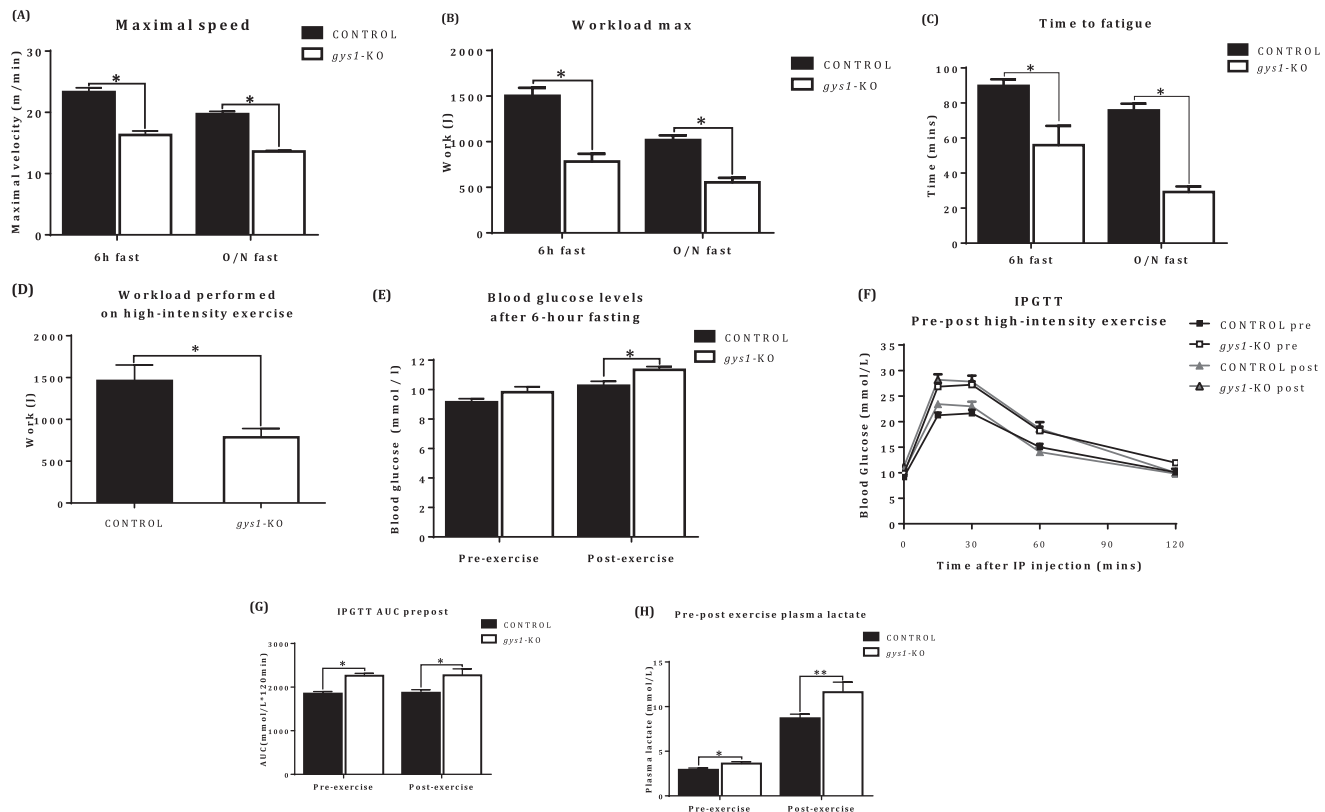 (A)
Maximal speed
CONTROL
gys1-KO
Maximal velocity (m/min)
30
20
10
0
*
*
6h fast
O/N fast
(B)
Workload max
CONTROL
gys1-KO
Work (J)
2000
1500
1000
500
0
*
*
6h fast
O/N fast
(C)
Time to fatigue
CONTROL
gys1-KO
Time (mins)
100
80
60
40
20
0
*
*
6h fast
O/N fast
(D)
Workload performed
on high-intensity exercise
Work (J)
2000
1500
1000
500
0
*
CONTROL
gys1-KO
(E)
Blood glucose levels
after 6-hour fasting
CONTROL
gys1-KO
Blood glucose (mmol / l)
12
10
8
6
4
2
0
*
Pre-exercise
Post-exercise
(F)
IPGTT
Pre-post high-intensity exercise
CONTROL pre
gys1-KO pre
CONTROL post
gys1-KO post
Blood Glucose (mmol/L)
35
30
25
20
15
10
5
0
0
30
60
90
120
Time after IP injection (mins)
(G)
IPGTT AUC prepost
CONTROL
gys1-KO
AUC(mmol/L*120min)
3000
2000
1000
0
*
*
Pre-exercise
Post-exercise
(H)
Pre-post exercise plasma lactate
CONTROL
gys1-KO
Plasma lactate (mmol/L)
15
10
5
0
*
**
Pre-exercise
Post-exercise